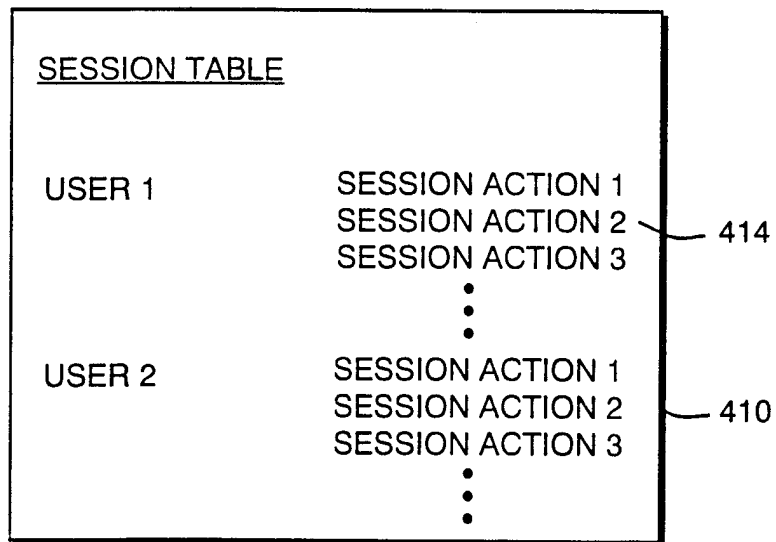 SESSION TABLE
USER 1 SESSION ACTION 1
SESSION ACTION 2 414
SESSION ACTION 3
USER 2 SESSION ACTION 1
SESSION ACTION 2 410
SESSION ACTION 3